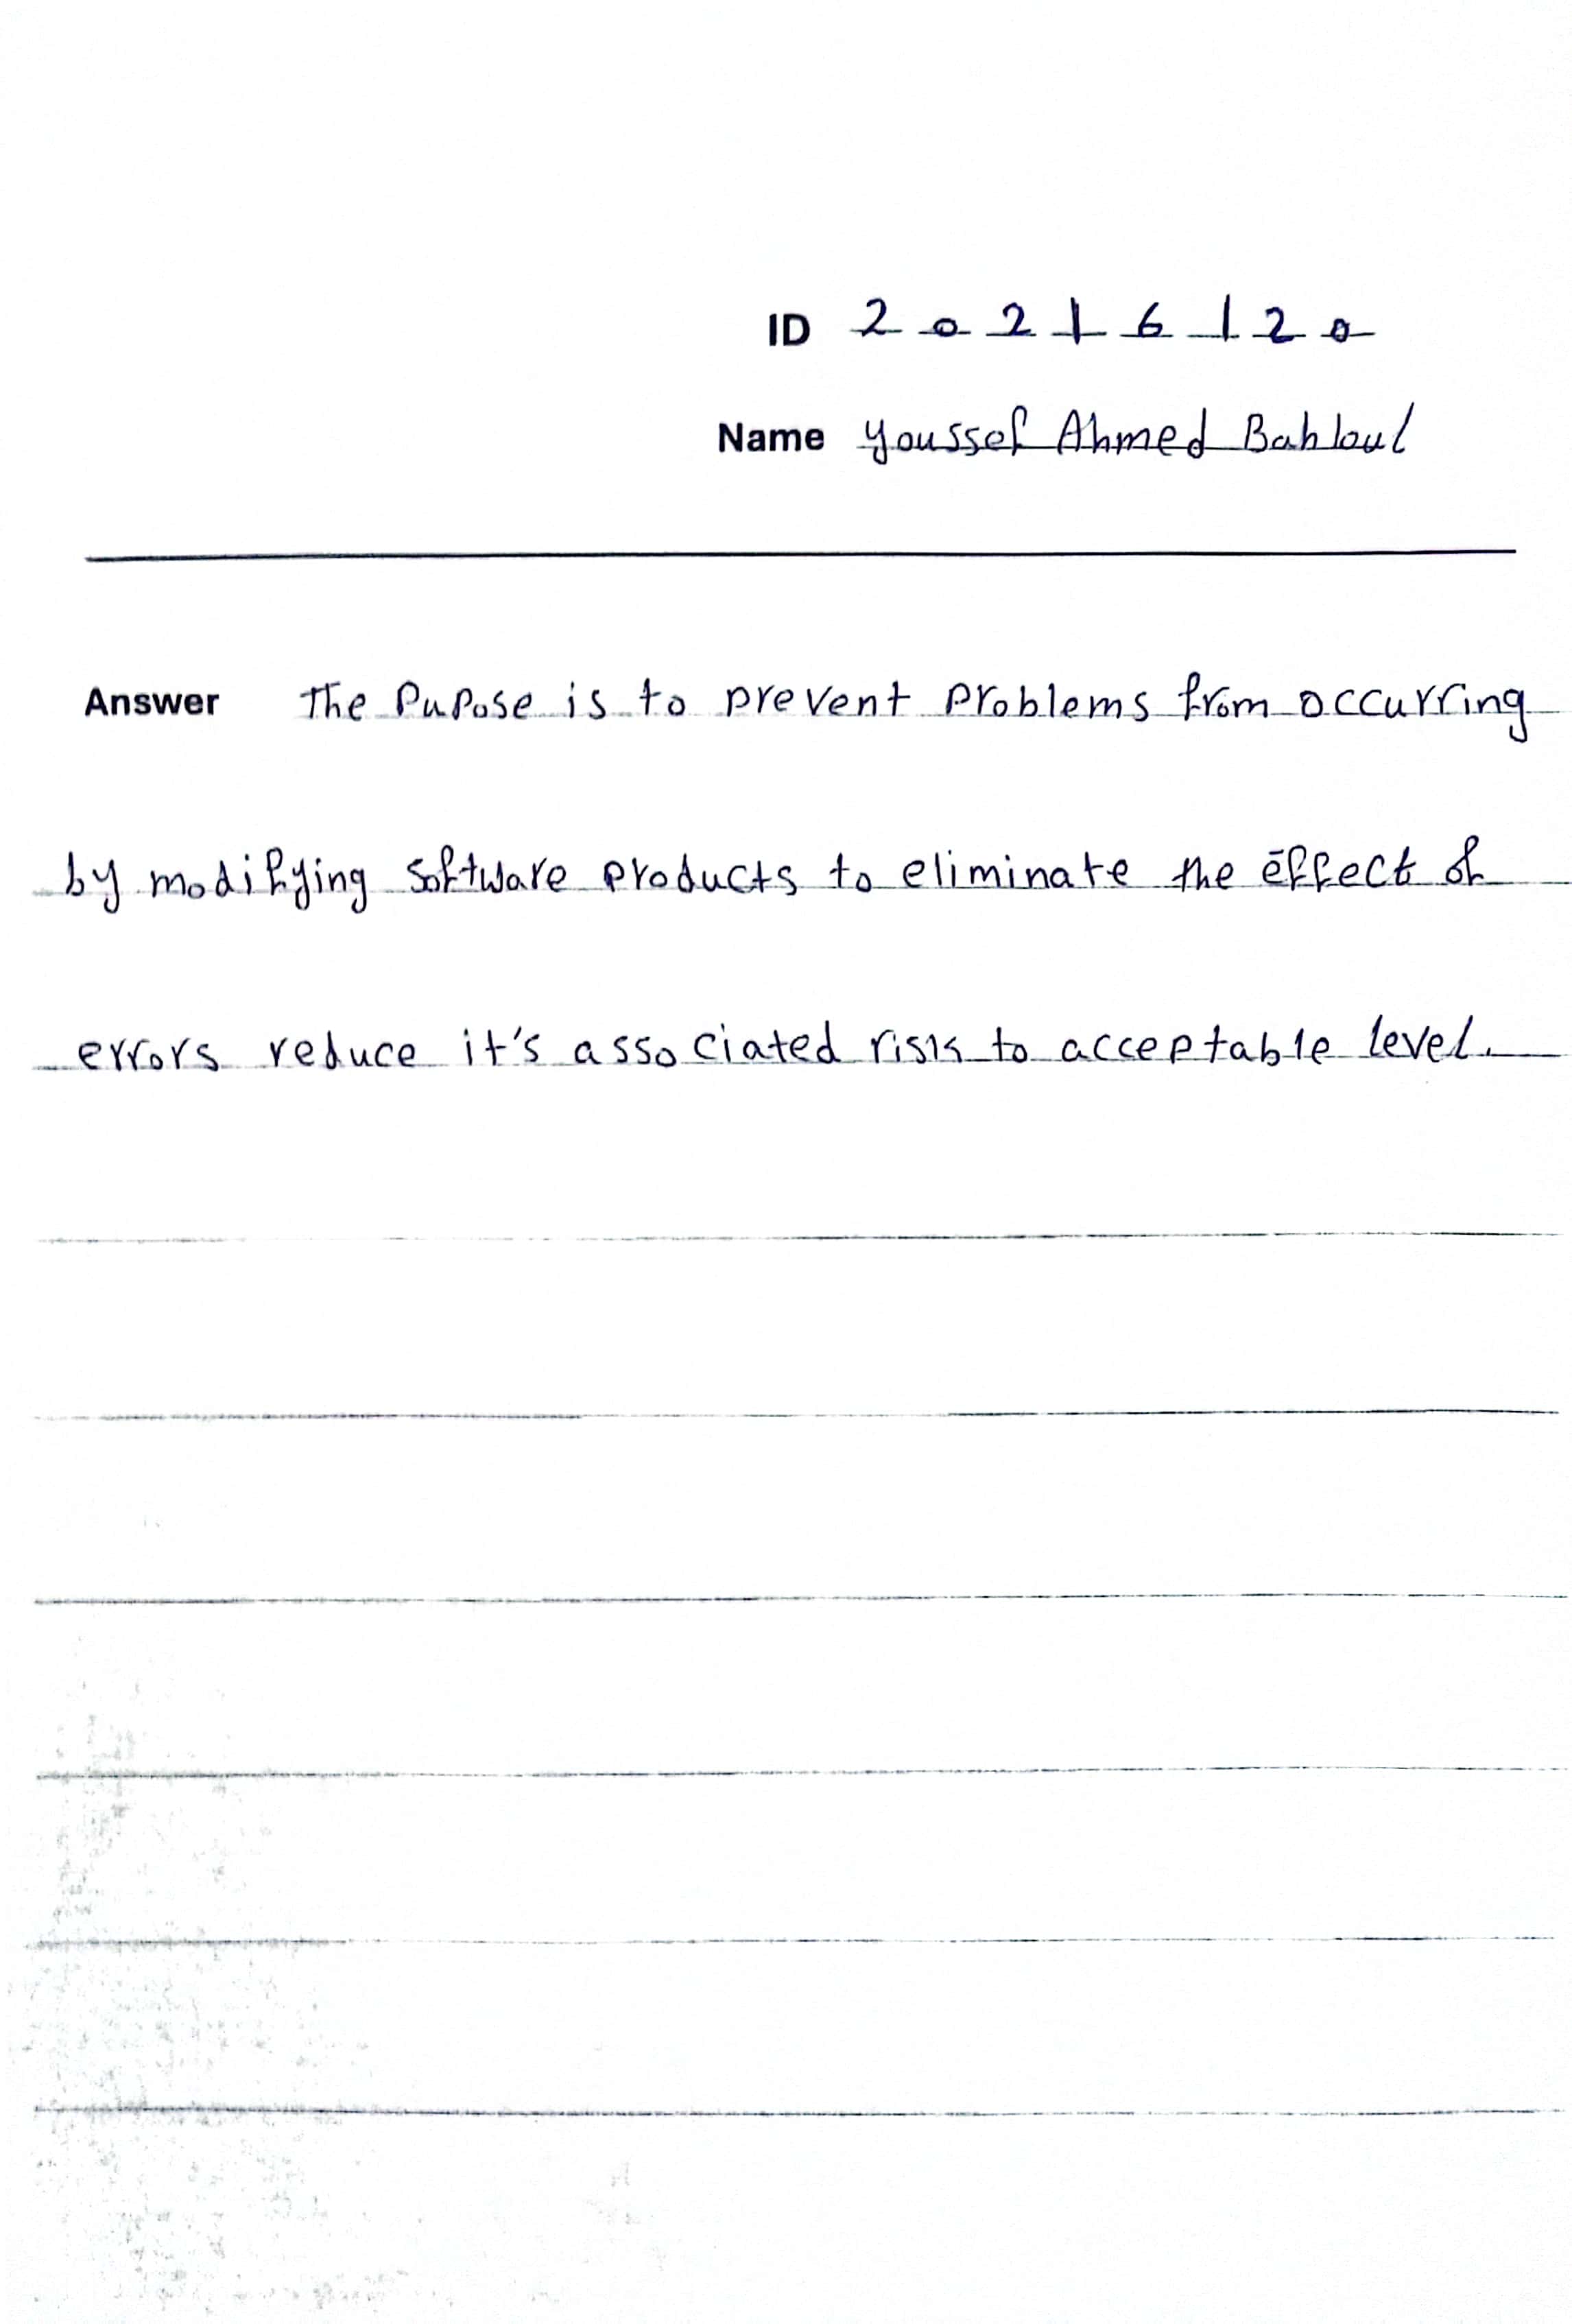 ID 20216120
Name Youssef Ahmed Bahloul
Answer The Pupose is to prevent problems from occurring
by modifying software products to eliminate the effect of
errors reduce it's associated risk to acceptable level.